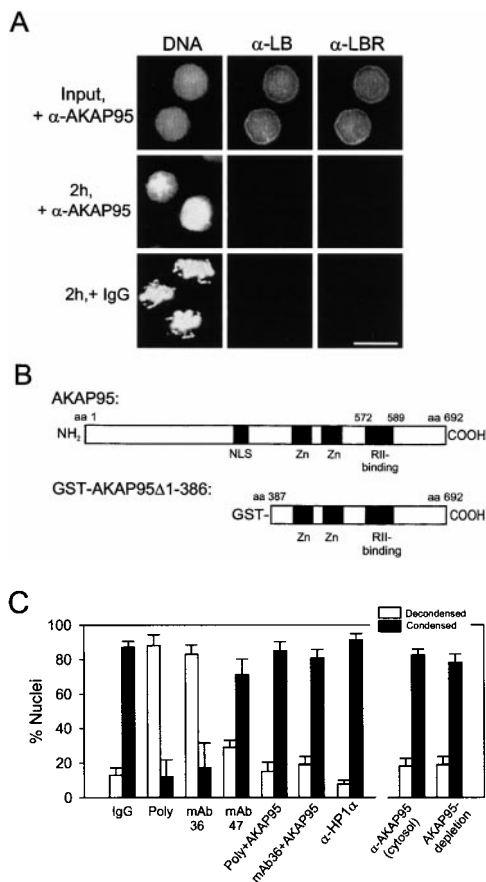 A
DNA α-LB α-LBR
Input,
+ α-AKAP95
2h,
+ α-AKAP95
2h,+ IgG
B
AKAP95:
aa 1 572 589 aa 692
NH2 COOH
NLS Zn Zn RII-
binding
GST-AKAP95Δ1-386:
aa 387 aa 692
GST- COOH
Zn Zn RII-
binding
C
Decondensed
Condensed
% Nuclei
100
80
60
40
20
0
IgG
Poly
mAb
36
mAb
47
Poly+AKAP95
mAb36+AKAP95
α-HP1α
α-AKAP95
(cytosol)
AKAP95-
depletion